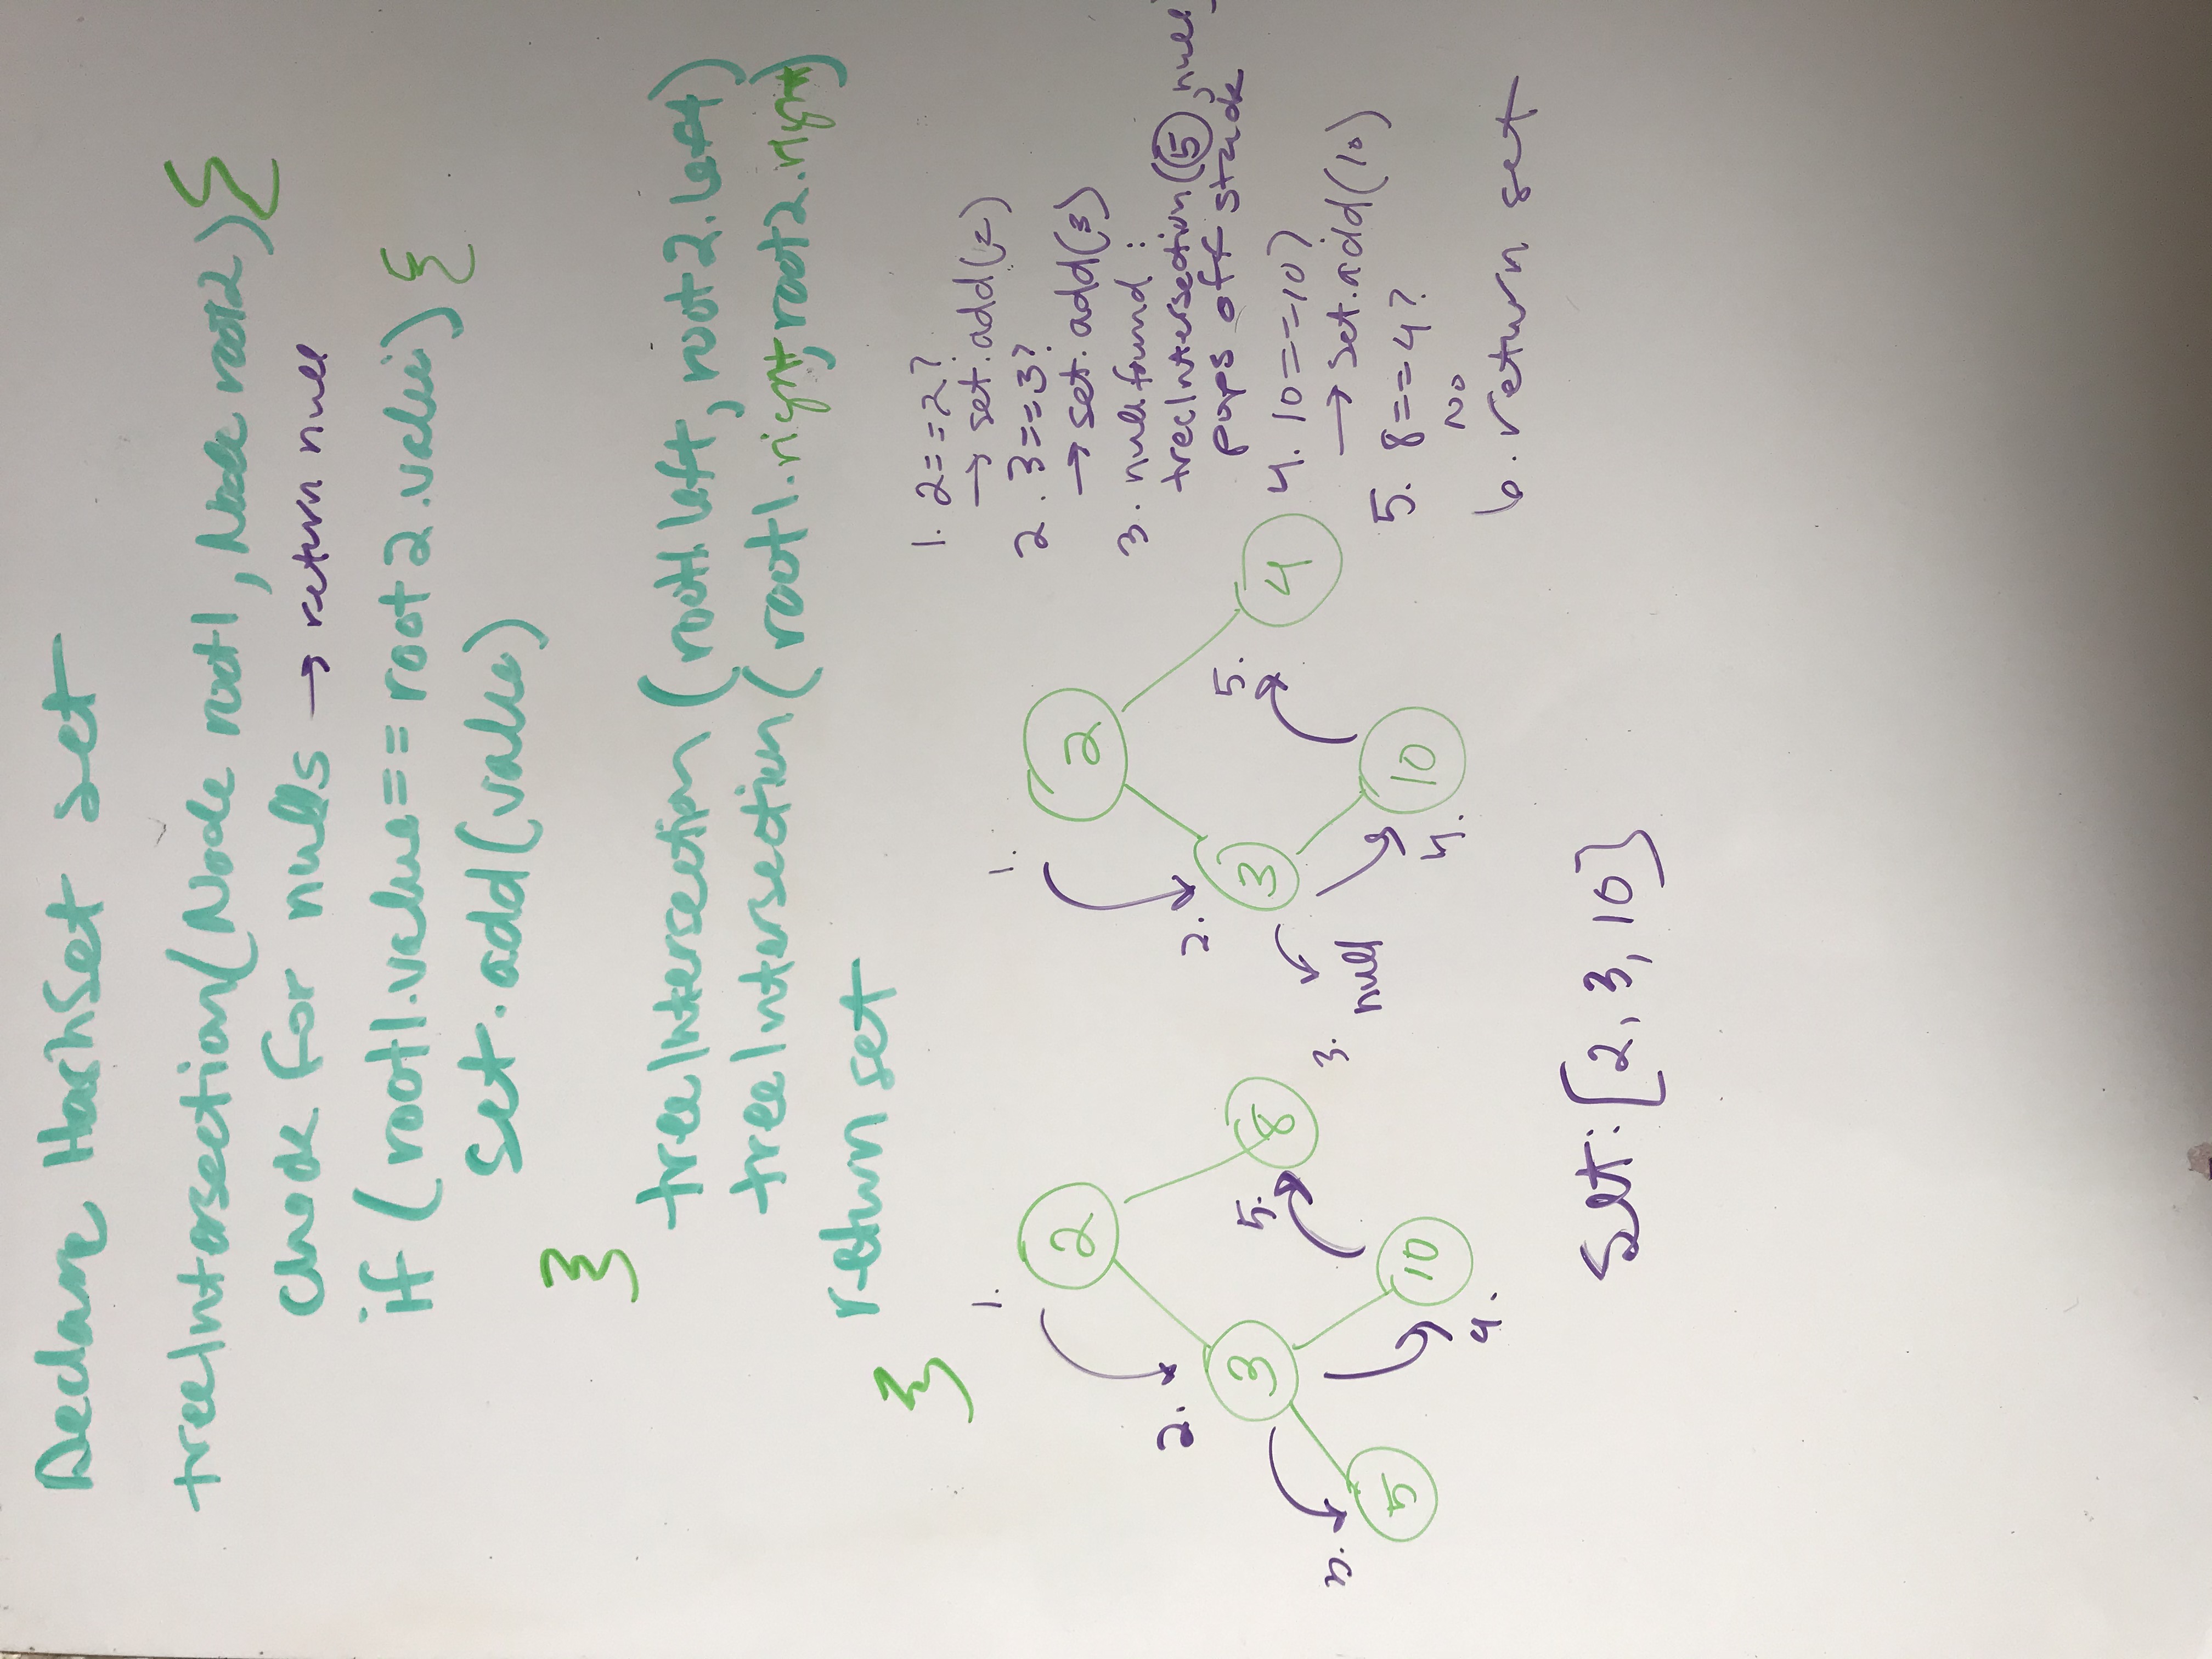 Declare HashSet set
treeIntersection(Node root1, Node root2){
check for nulls → return null
if (root1.value == root2.value){
set.add(value)
}
treeIntersection(root1.left, root2.left)
treeIntersection(root1.right, root2.right)
return set
}
1.
2
2.
3
8
5.
3.
5
10
4.
1.
2
2.
3
4
5.
3.
null
10
4.
1. 2==2?
→ set.add(2)
2. 3==3?
→ set.add(3)
3. null found:
treeIntersection(5, null)
pops off stack
4. 10==10?
→ set.add(10)
5. 8==4?
No
6. return set
set: [2, 3, 10}